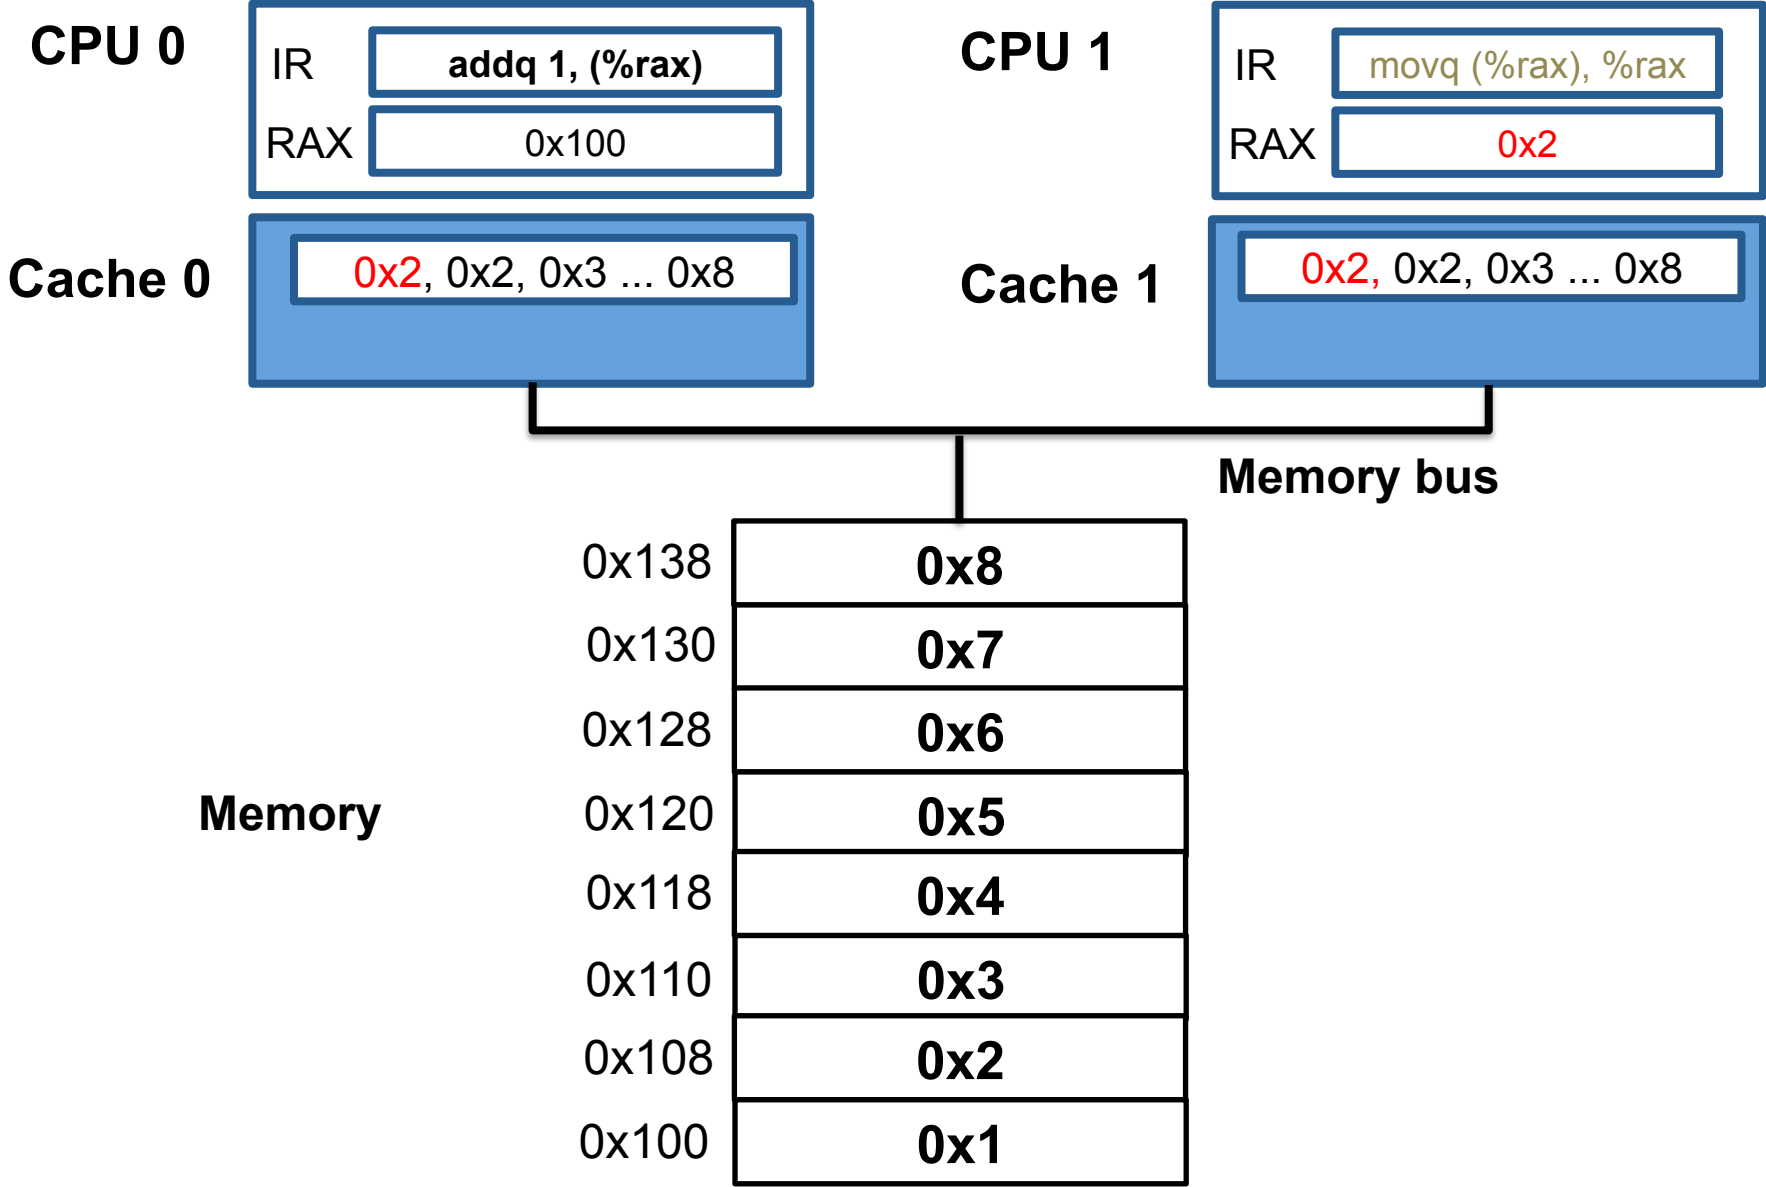 CPU 0
IR
addq 1, (%rax)
RAX
0x100
CPU 1
IR
movq (%rax), %rax
RAX
0x2
Cache 0
0x2, 0x2, 0x3 ... 0x8
Cache 1
0x2, 0x2, 0x3 ... 0x8
Memory bus
0x138
0x8
0x130
0x7
0x128
0x6
Memory
0x120
0x5
0x118
0x4
0x110
0x3
0x108
0x2
0x100
0x1